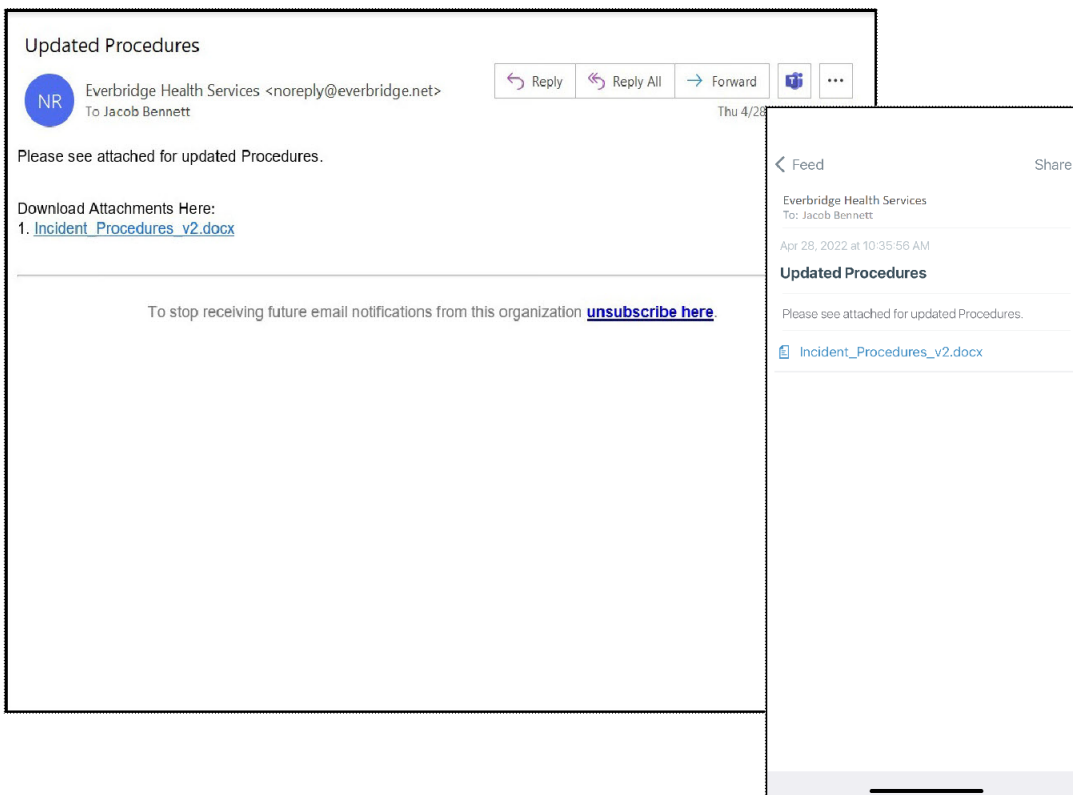 Updated Procedures
NR
Everbridge Health Services <noreply@everbridge.net>
To Jacob Bennett
Reply
Reply All
Forward
Thu 4/28
Please see attached for updated Procedures.
Download Attachments Here:
1. Incident_Procedures_v2.docx
To stop receiving future email notifications from this organization unsubscribe here.
Feed
Share
Everbridge Health Services
To: Jacob Bennett
Apr 28, 2022 at 10:35:56 AM
Updated Procedures
Please see attached for updated Procedures.
Incident_Procedures_v2.docx